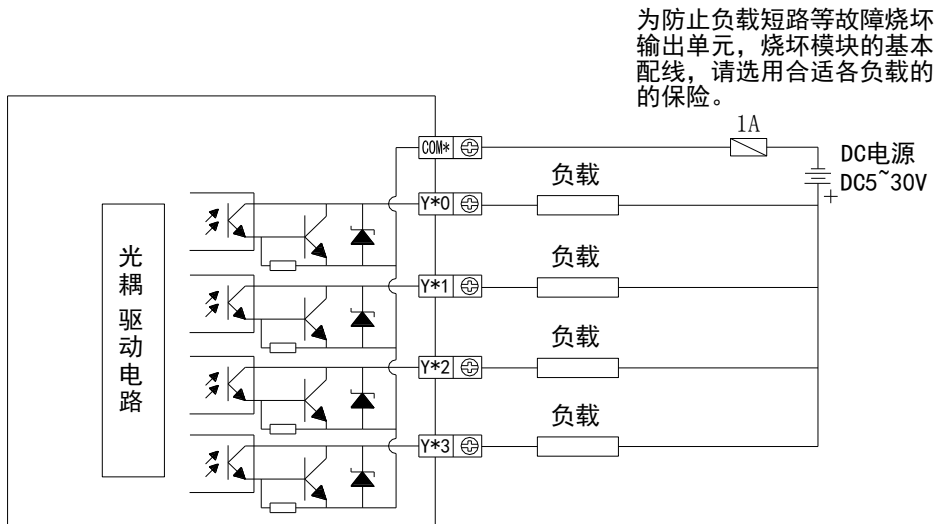 为防止负载短路等故障烧坏
输出单元，烧坏模块的基本
配线，请选用合适各负载的
的保险。
1A
COM*
DC电源
DC5~30V
+
负载
Y*0
负载
Y*1
负载
Y*2
负载
Y*3
光耦驱动电路